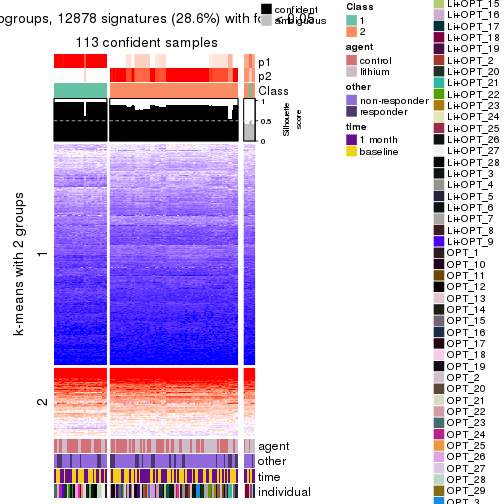 ogroups, 12878 signatures (28.6%) with
confident
ambiguous
113 confident samples
p1
p2
Class
1
0.5
0
Silhouette
score
k-means with 2 groups
1
2
agent
other
time
individual
Class
1
2
agent
control
lithium
other
non-responder
responder
time
1 month
baseline
Li+OPT_15
Li+OPT_16
Li+OPT_17
Li+OPT_18
Li+OPT_19
Li+OPT_2
Li+OPT_20
Li+OPT_21
Li+OPT_22
Li+OPT_23
Li+OPT_24
Li+OPT_25
Li+OPT_26
Li+OPT_27
Li+OPT_28
Li+OPT_3
Li+OPT_4
Li+OPT_5
Li+OPT_6
Li+OPT_7
Li+OPT_8
Li+OPT_9
OPT_1
OPT_10
OPT_11
OPT_12
OPT_13
OPT_14
OPT_15
OPT_16
OPT_17
OPT_18
OPT_19
OPT_2
OPT_20
OPT_21
OPT_22
OPT_23
OPT_24
OPT_25
OPT_26
OPT_27
OPT_28
OPT_29